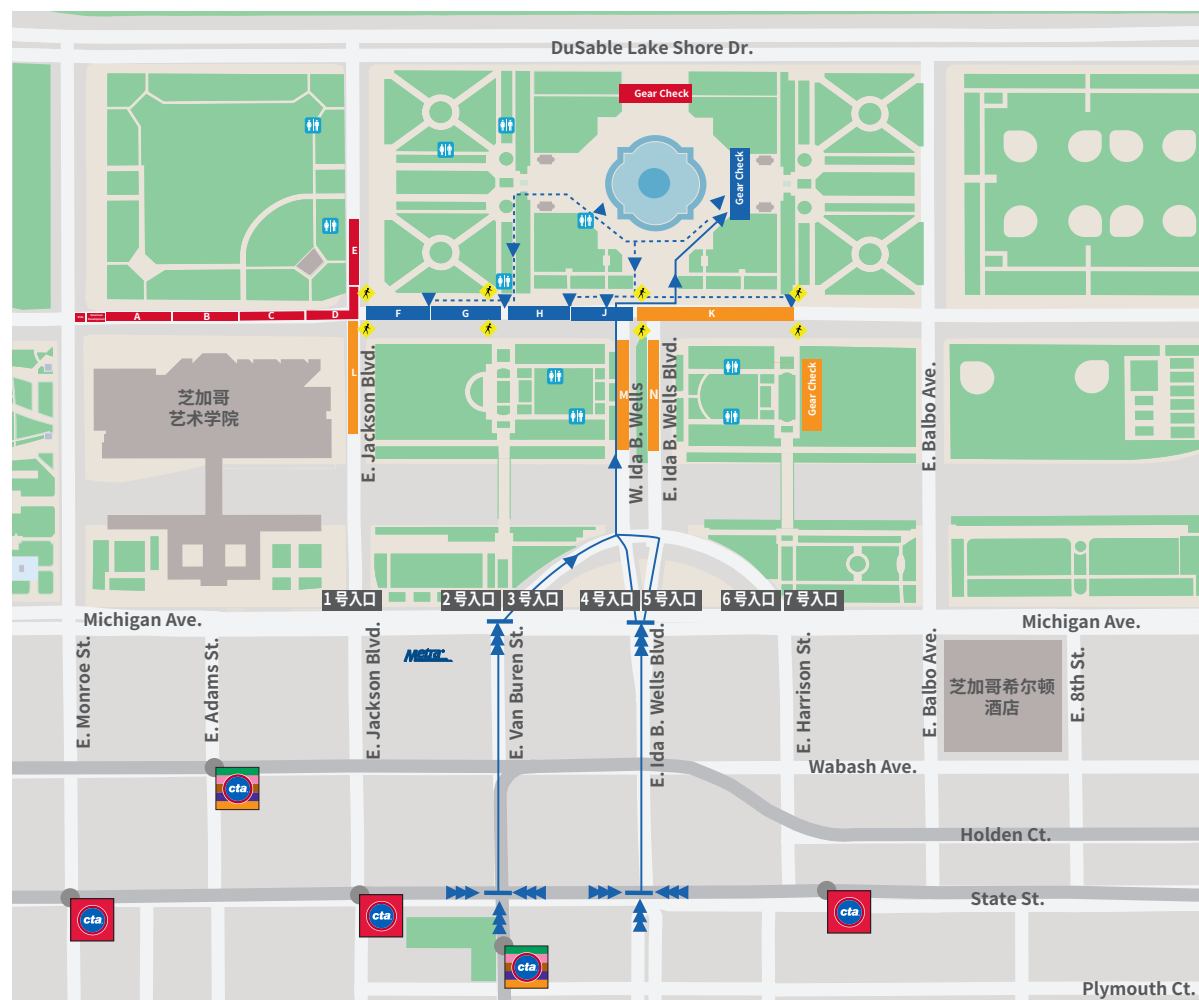 DuSable Lake Shore Dr.
Gear Check
Gear Check
E
A
B
C
D
F
G
H
J
K
L
M
N
Gear Check
芝加哥
艺术学院
E. Jackson Blvd.
W. Ida B. Wells
E. Ida B. Wells Blvd.
E. Balbo Ave.
1号入口
2号入口
3号入口
4号入口
5号入口
6号入口
7号入口
Michigan Ave.
Michigan Ave.
E. Monroe St.
E. Adams St.
E. Jackson Blvd.
Metra
E. Van Buren St.
E. Ida B. Wells Blvd.
E. Harrison St.
E. Balbo Ave.
芝加哥希尔顿
酒店
E. 8th St.
Wabash Ave.
cta
Holden Ct.
State St.
cta
cta
cta
cta
Plymouth Ct.